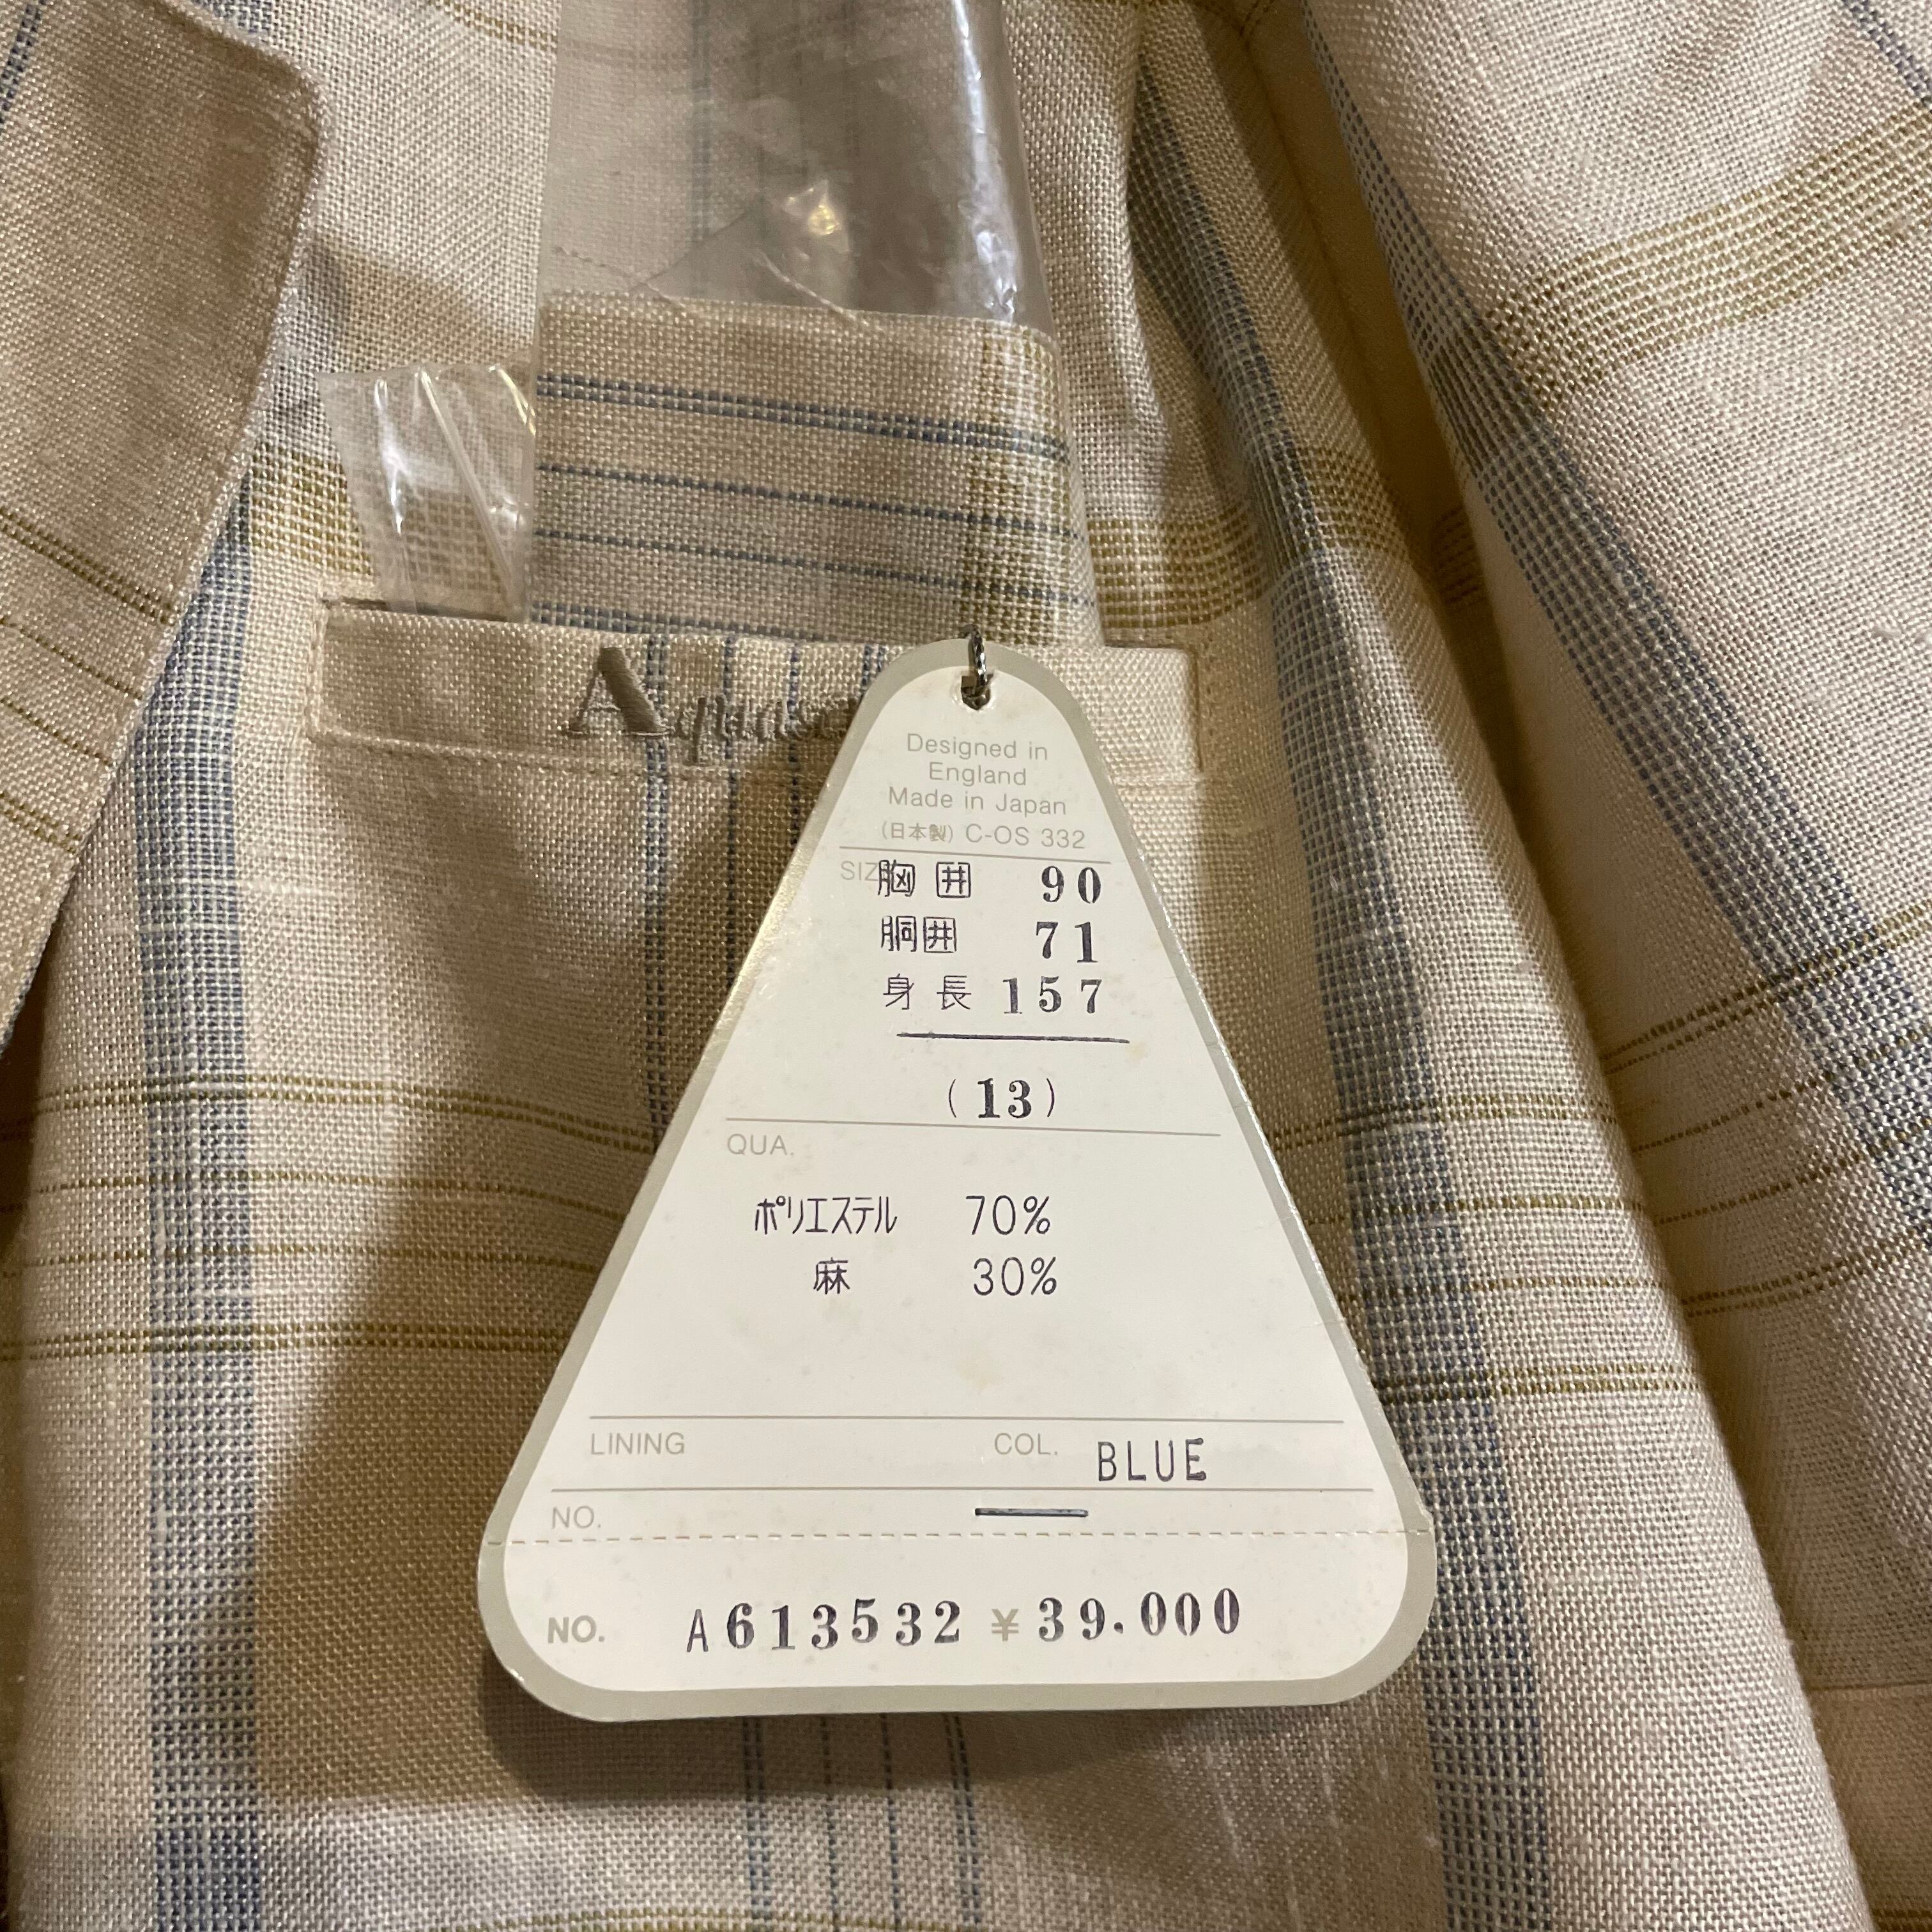 Designed in
England
Made in Japan
(日本製) C-OS 332
胸囲 90
胴囲 71
身長 157
(13)
QUA.
ポリエステル 70%
麻 30%
LINING COL. BLUE
NO.
NO. A613532 ¥39.000